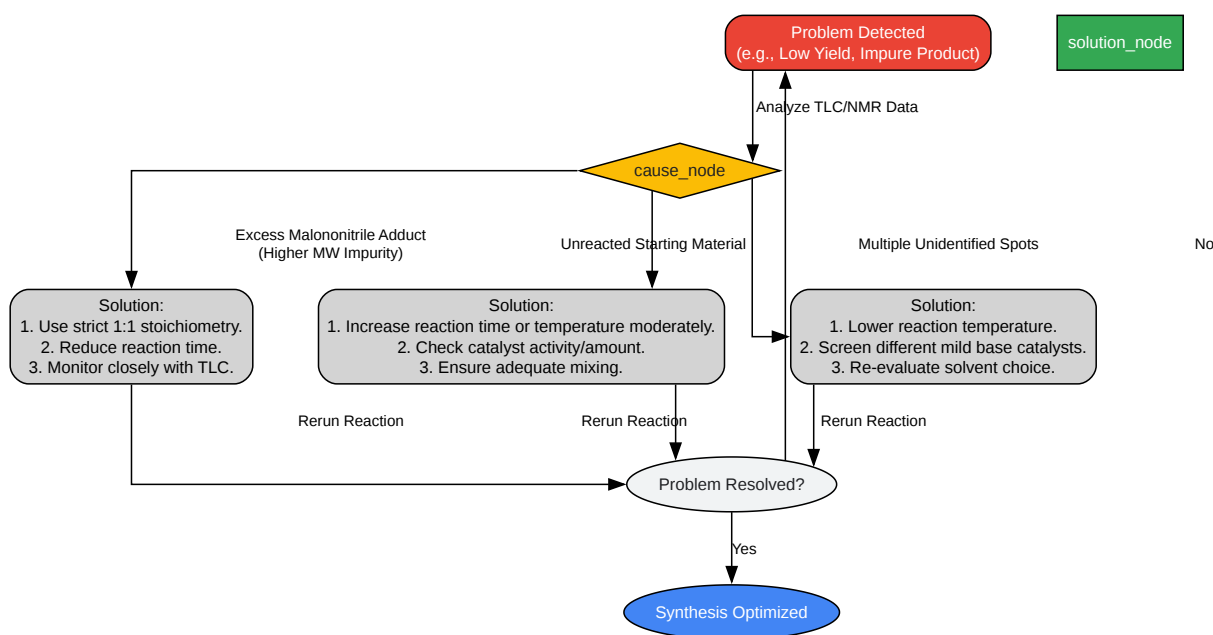 Problem Detected
(e.g., Low Yield, Impure Product)
solution_node
Analyze TLC/NMR Data
cause_node
Excess Malononitrile Adduct
(Higher MW Impurity)
Unreacted Starting Material
Multiple Unidentified Spots
No
Solution:
1. Use strict 1:1 stoichiometry.
2. Reduce reaction time.
3. Monitor closely with TLC.
Solution:
1. Increase reaction time or temperature moderately.
2. Check catalyst activity/amount.
3. Ensure adequate mixing.
Solution:
1. Lower reaction temperature.
2. Screen different mild base catalysts.
3. Re-evaluate solvent choice.
Rerun Reaction
Rerun Reaction
Rerun Reaction
Problem Resolved?
Yes
Synthesis Optimized